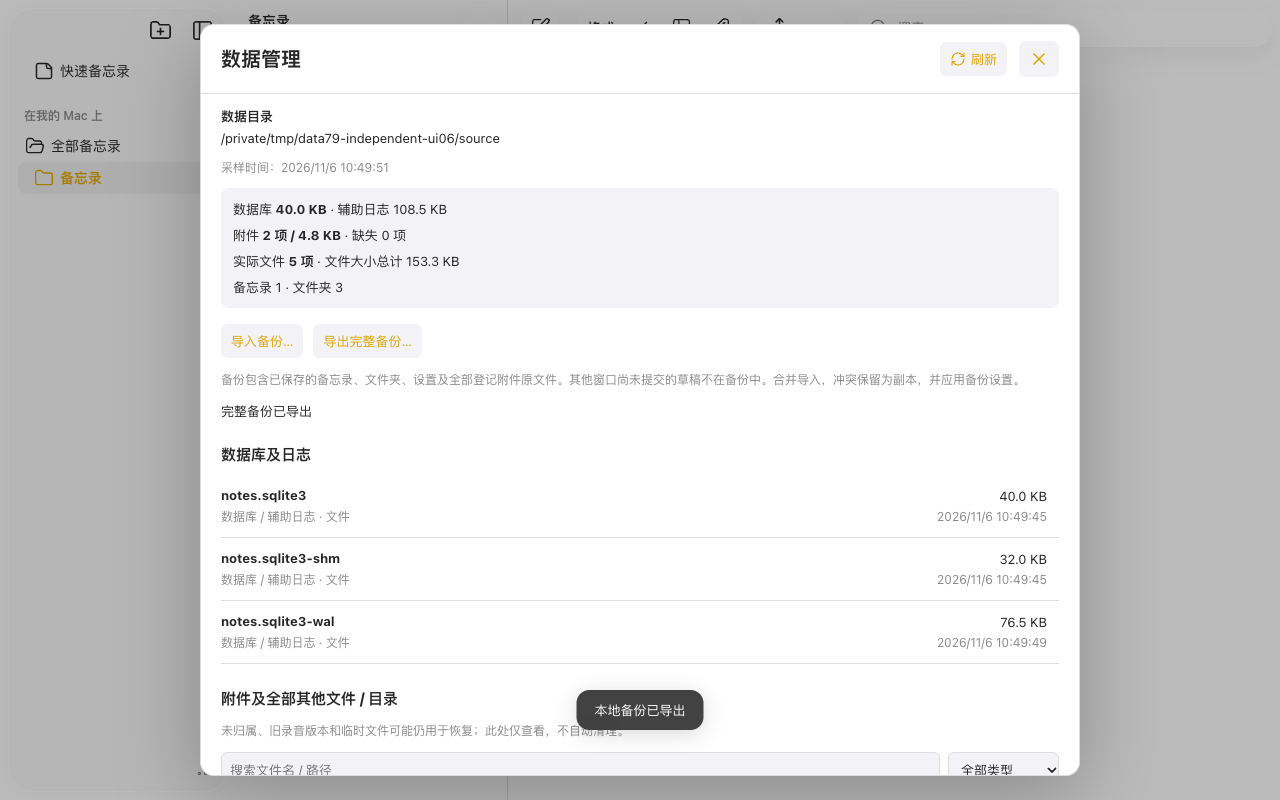 备忘录
快速备忘录
在我的 Mac 上
全部备忘录
备忘录
数据管理
刷新
数据目录
/private/tmp/data79-independent-ui06/source
采样时间：2026/11/6 10:49:51
数据库 40.0 KB · 辅助日志 108.5 KB
附件 2 项 / 4.8 KB · 缺失 0 项
实际文件 5 项 · 文件大小总计 153.3 KB
备忘录 1 · 文件夹 3
导入备份... 导出完整备份...
备份包含已保存的备忘录、文件夹、设置及全部登记附件原文件。其他窗口尚未提交的草稿不在备份中。合并导入，冲突保留为副本，并应用备份设置。
完整备份已导出
数据库及日志
notes.sqlite3 40.0 KB
数据库 / 辅助日志 · 文件 2026/11/6 10:49:45
notes.sqlite3-shm 32.0 KB
数据库 / 辅助日志 · 文件 2026/11/6 10:49:45
notes.sqlite3-wal 76.5 KB
数据库 / 辅助日志 · 文件 2026/11/6 10:49:49
附件及全部其他文件 / 目录
本地备份已导出
未归属、旧录音版本和临时文件可能仍用于恢复；此处仅查看，不自动清理。
搜索文件名 / 路径 全部类型